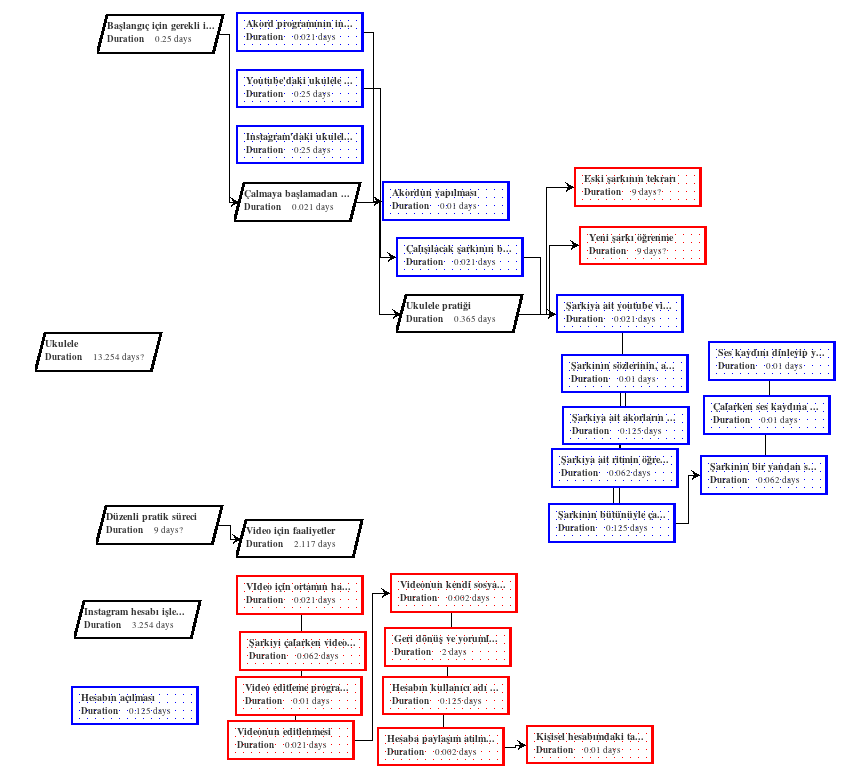 Başlangıç için gerekli i...
Duration 0.25 days
Akord programının in...
Duration 0.021 days
Youtube'daki ukulele ...
Duration 0.25 days
Instagram'daki ukulel...
Duration 0.25 days
Çalmaya başlamadan ...
Duration 0.021 days
Akordun yapılması
Duration 0.01 days
Eski şarkının tekrarı
Duration 9 days?
Çalışılacak şarkının b...
Duration 0.021 days
Yeni şarkı öğrenme
Duration 9 days?
Ukulele pratiği
Duration 0.365 days
Şarkıya ait youtube vi...
Duration 0.021 days
Ukulele
Duration 13.254 days?
Şarkının sözlerinin, a...
Duration 0.01 days
Ses kaydını dinleyip y...
Duration 0.01 days
Şarkıya ait akorların ...
Duration 0.125 days
Çalarken ses kaydına ...
Duration 0.01 days
Şarkıya ait ritmin öğre...
Duration 0.062 days
Şarkının bir yandan s...
Duration 0.062 days
Şarkının bütünüyle ça...
Duration 0.125 days
Düzenli pratik süreci
Duration 9 days?
Video için faaliyetler
Duration 2.117 days
VIdeo için ortamın ha...
Duration 0.021 days
Videonun kendi sosya...
Duration 0.002 days
Instagram hesabı işle...
Duration 3.254 days
Şarkıyı çalarken video...
Duration 0.062 days
Geri dönüş ve yoruml...
Duration 2 days
Hesabın açılması
Duration 0.125 days
Video editleme progra...
Duration 0.01 days
Hesabın kullanıcı adı ...
Duration 0.125 days
Videonun editlenmesi
Duration 0.021 days
Hesaba paylaşım atılm...
Duration 0.002 days
Kişisel hesabımdaki ta...
Duration 0.01 days